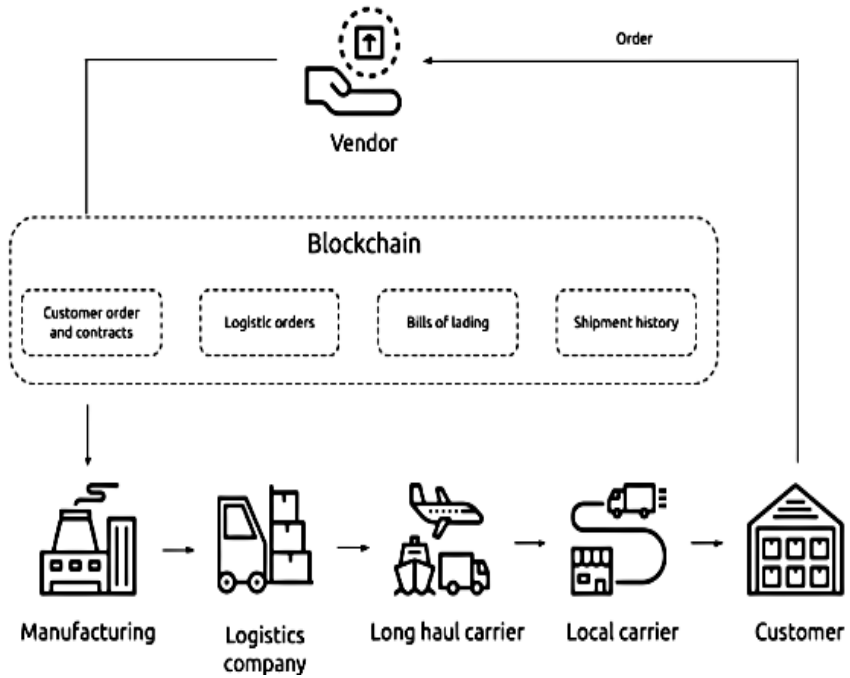 Order
Vendor
Blockchain
Customer order
and contracts
Logistic orders
Bills of lading
Shipment history
Manufacturing
Logistics
company
Long haul carrier
Local carrier
Customer